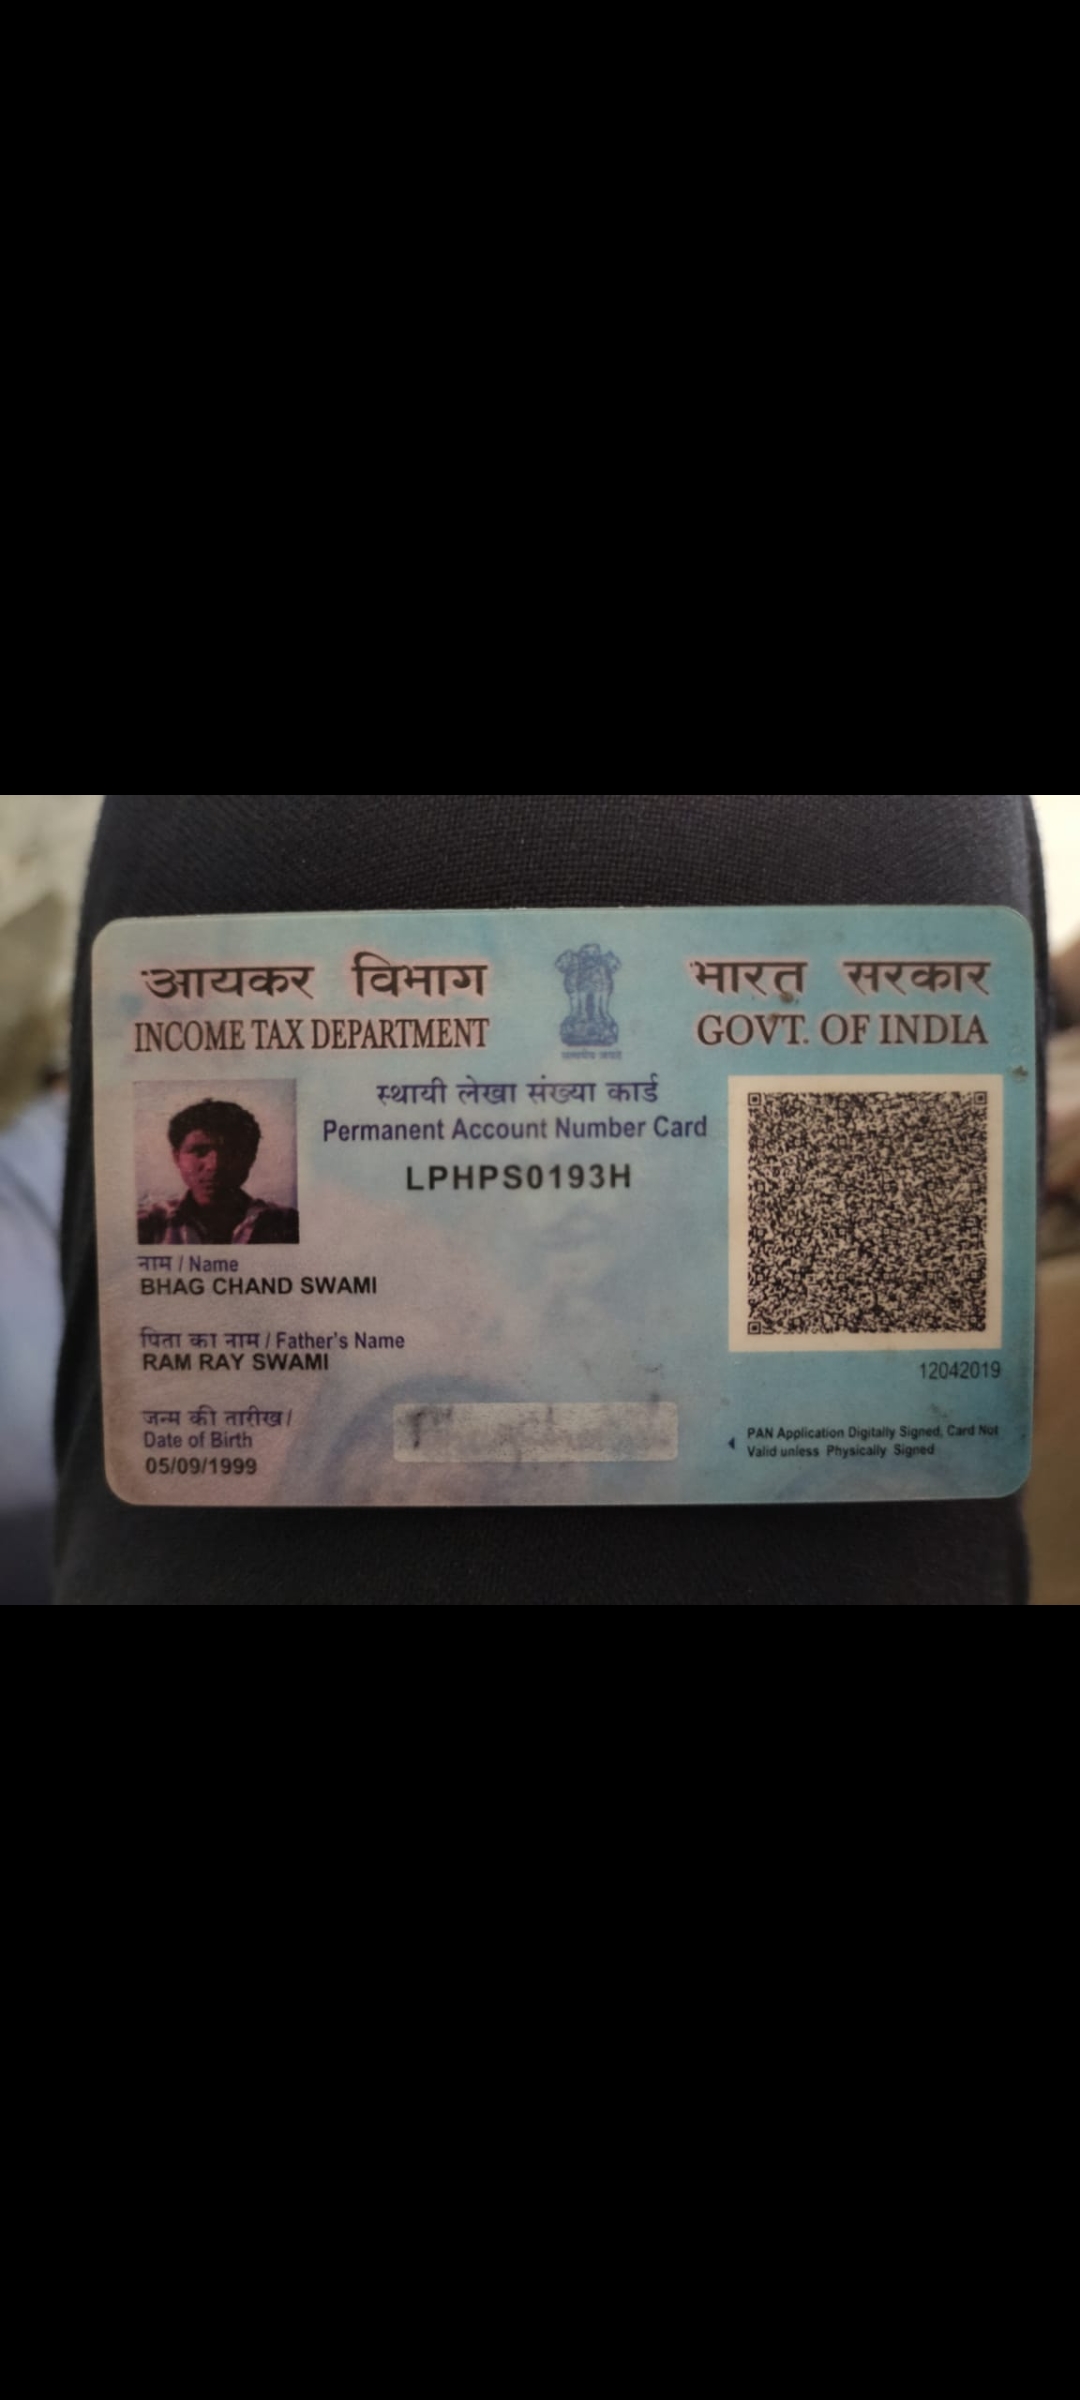 आयकर विभाग
INCOME TAX DEPARTMENT
भारत सरकार
GOVT. OF INDIA
सत्यमेव जयते
स्थायी लेखा संख्या कार्ड
Permanent Account Number Card
LPHPS0193H
नाम / Name
BHAG CHAND SWAMI
पिता का नाम / Father's Name
RAM RAY SWAMI
जन्म की तारीख /
Date of Birth
05/09/1999
12042019
PAN Application Digitally Signed, Card Not
Valid unless Physically Signed